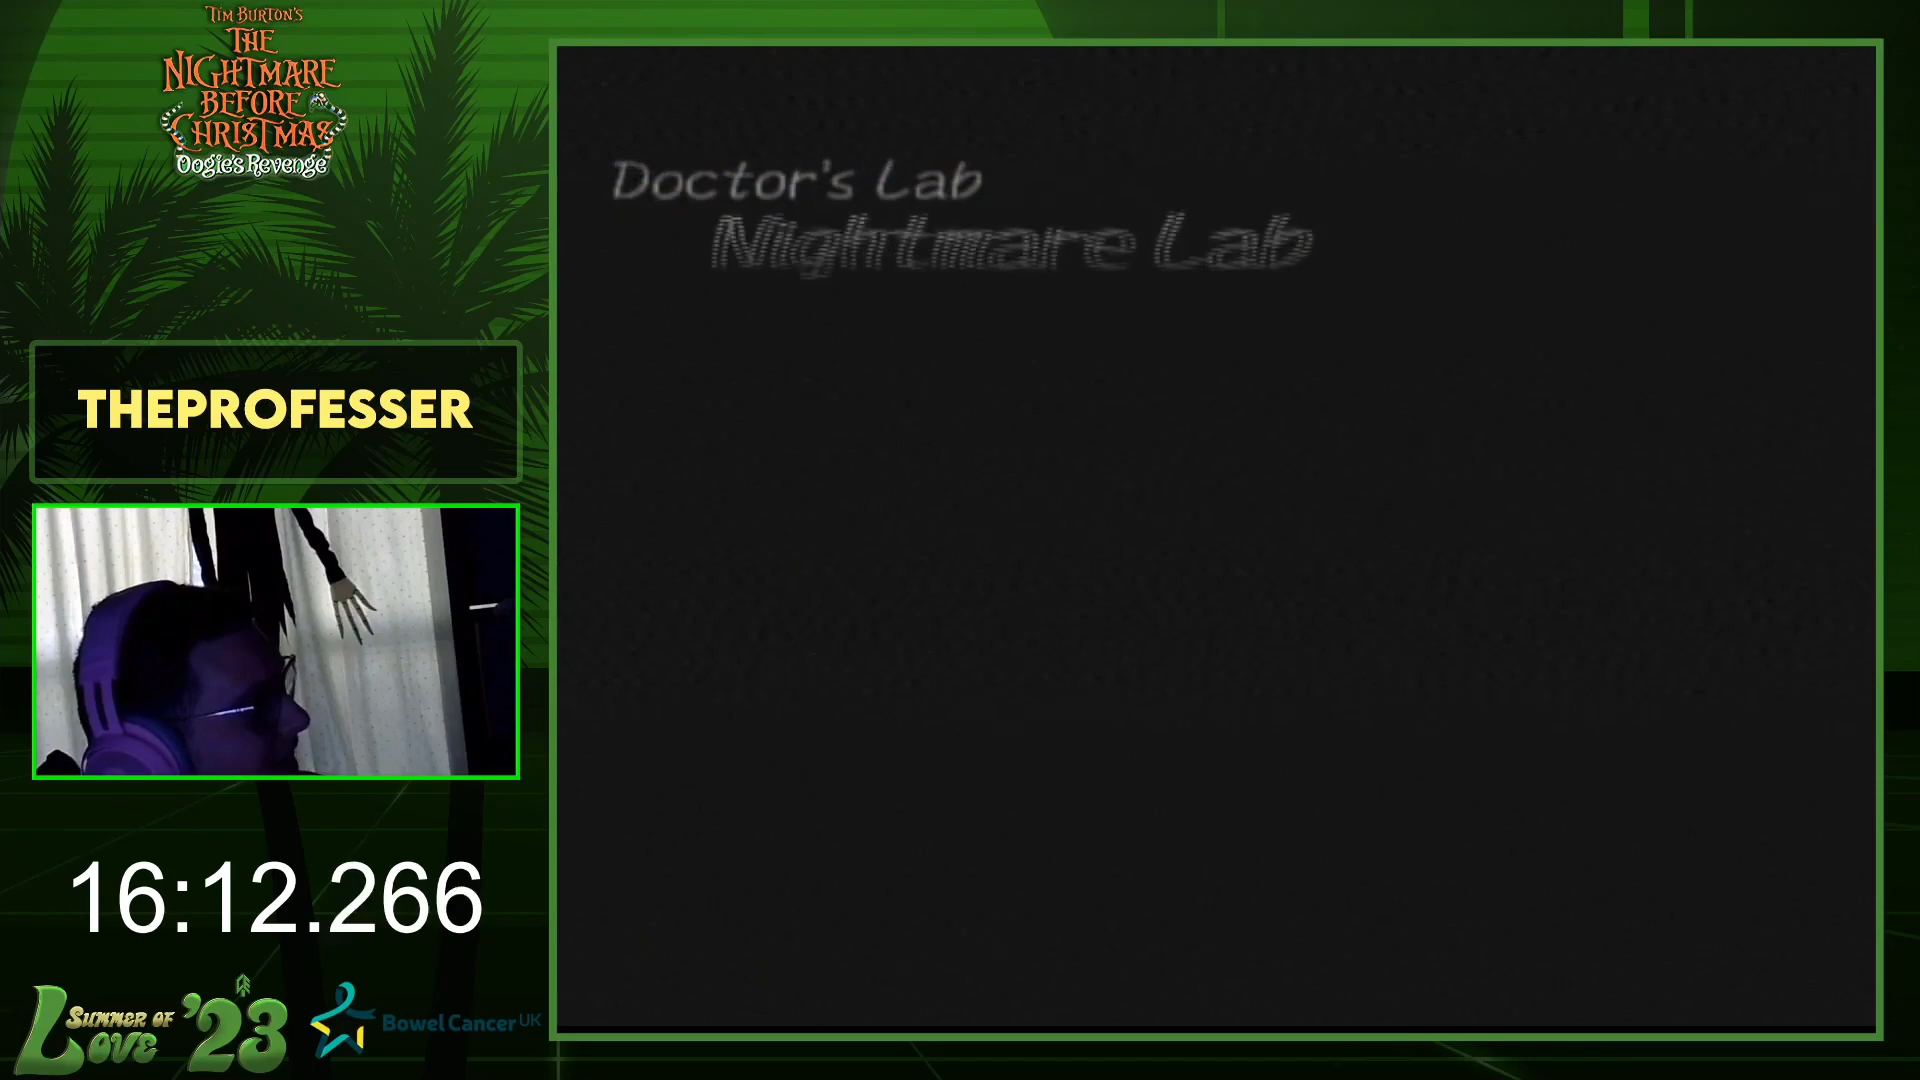 TIM BURTON'S
THE
NIGHTMARE
BEFORE
CHRISTMAS
Oogie's Revenge
Doctor's Lab
Nightmare Lab
THEPROFESSER
16:12.266
SUMMER OF
LOVE '23
Bowel Cancer UK